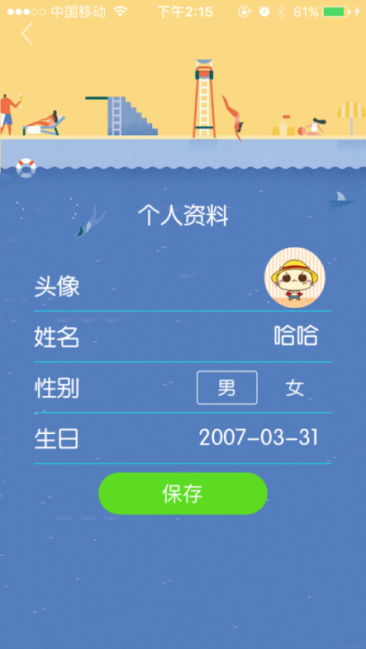 中国移动 下午2:15 81%
个人资料
头像
姓名 哈哈
性别 男 女
生日 2007-03-31
保存